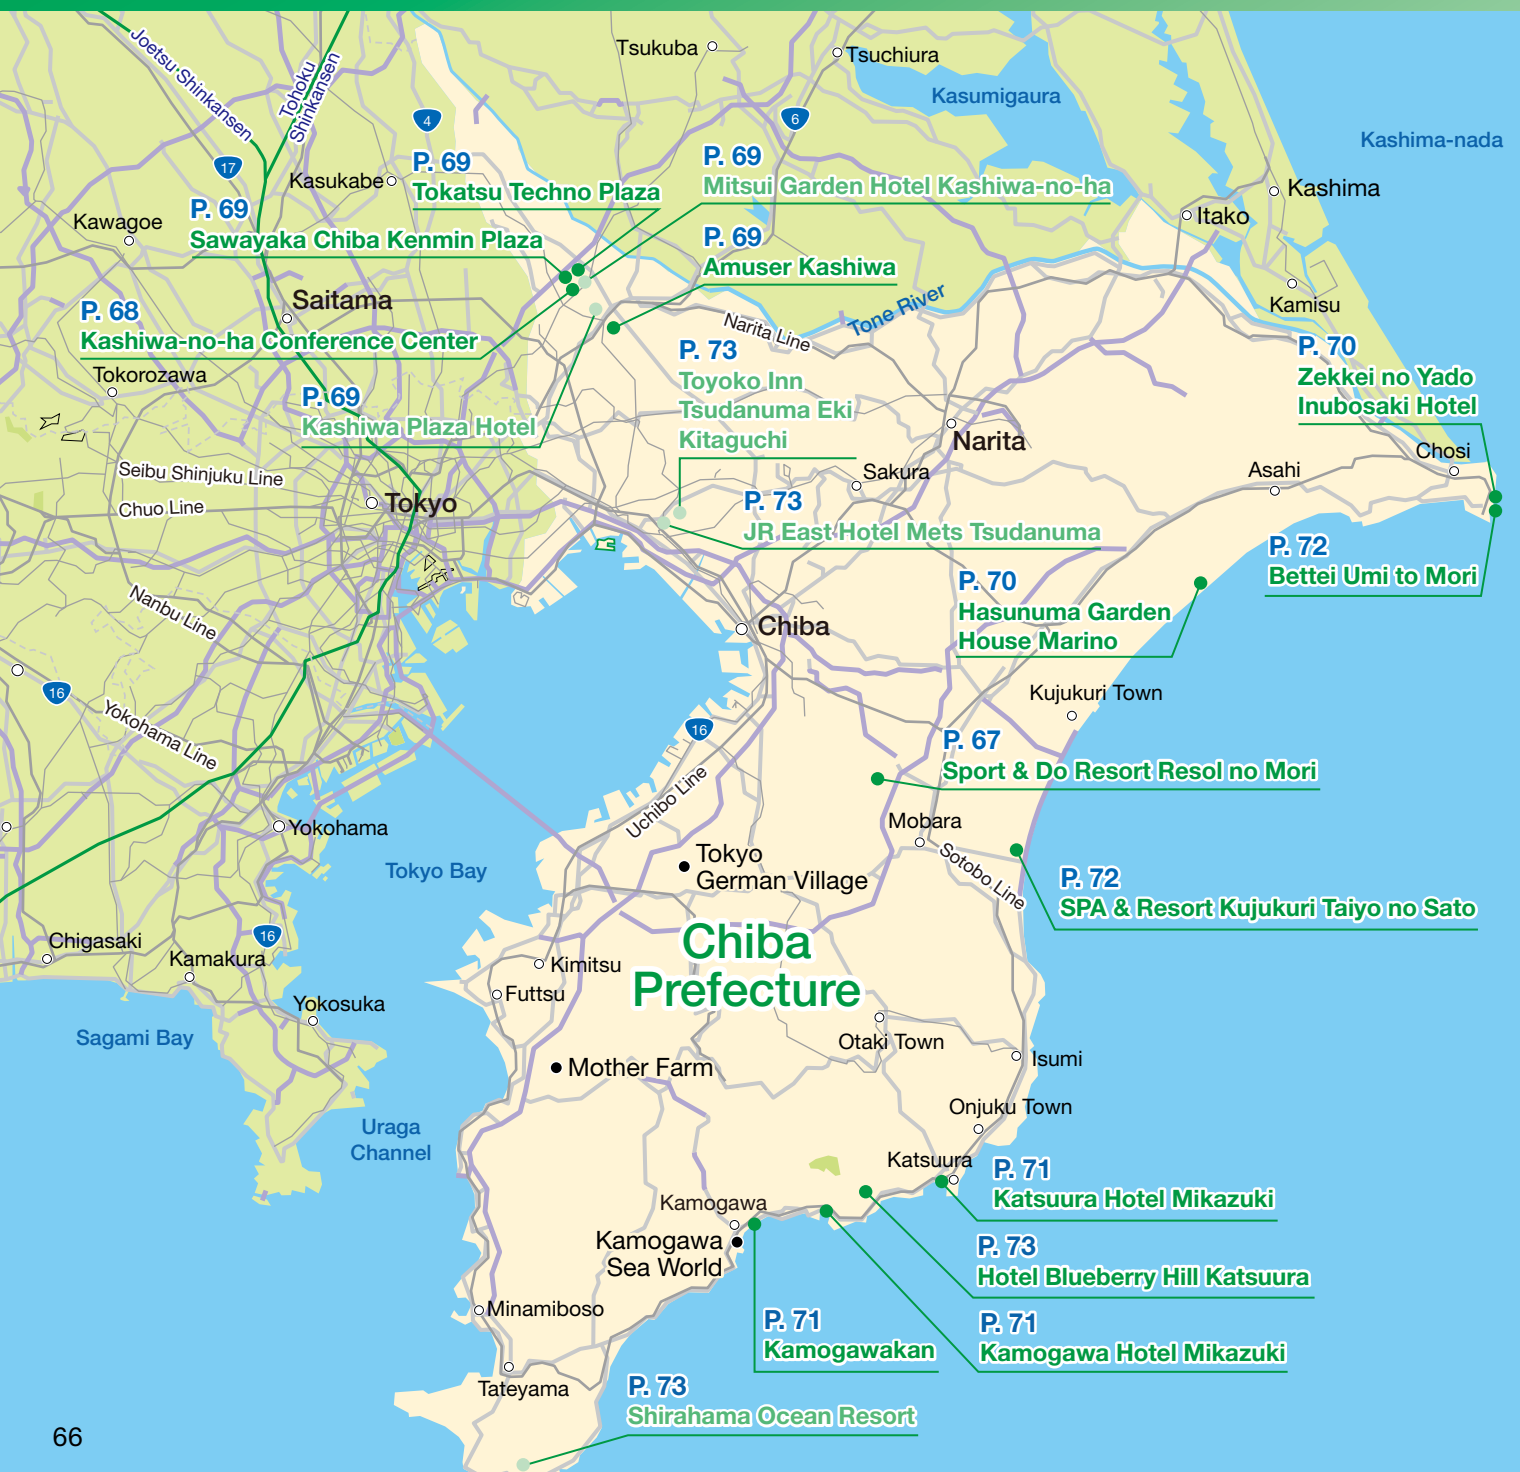 Joetsu Shinkansen
Tohoku
Shinkansen
Tsukuba
Tsuchiura
Kasumigaura
Kashima-nada
4
6
17
P. 69
Tokatsu Techno Plaza
P. 69
Mitsui Garden Hotel Kashiwa-no-ha
Kasukabe
Kashima
Itako
Kawagoe
P. 69
Sawayaka Chiba Kenmin Plaza
P. 69
Amuser Kashiwa
Saitama
Kamisu
P. 68
Kashiwa-no-ha Conference Center
Narita Line
Tone River
Tokorozawa
P. 69
Kashiwa Plaza Hotel
P. 73
Toyoko Inn
Tsudanuma Eki
Kitaguchi
P. 70
Zekkei no Yado
Inubosaki Hotel
Narita
Chosi
Asahi
Sakura
Seibu Shinjuku Line
Chuo Line
Tokyo
P. 73
JR East Hotel Mets Tsudanuma
P. 72
Bettei Umi to Mori
P. 70
Hasunuma Garden
House Marino
Nanbu Line
Chiba
16
Kujukuri Town
Yokohama Line
16
P. 67
Sport & Do Resort Resol no Mori
Uchibo Line
Yokohama
Mobara
Sotobo Line
Tokyo Bay
Tokyo
German Village
P. 72
SPA & Resort Kujukuri Taiyo no Sato
Chiba
Prefecture
Chigasaki
16
Kamakura
Kimitsu
Futtsu
Yokosuka
Sagami Bay
Otaki Town
Isumi
Mother Farm
Onjuku Town
Uraga
Channel
Katsuura
P. 71
Katsuura Hotel Mikazuki
Kamogawa
Kamogawa
Sea World
P. 73
Hotel Blueberry Hill Katsuura
Minamiboso
P. 71
Kamogawakan
P. 71
Kamogawa Hotel Mikazuki
Tateyama
P. 73
Shirahama Ocean Resort
66